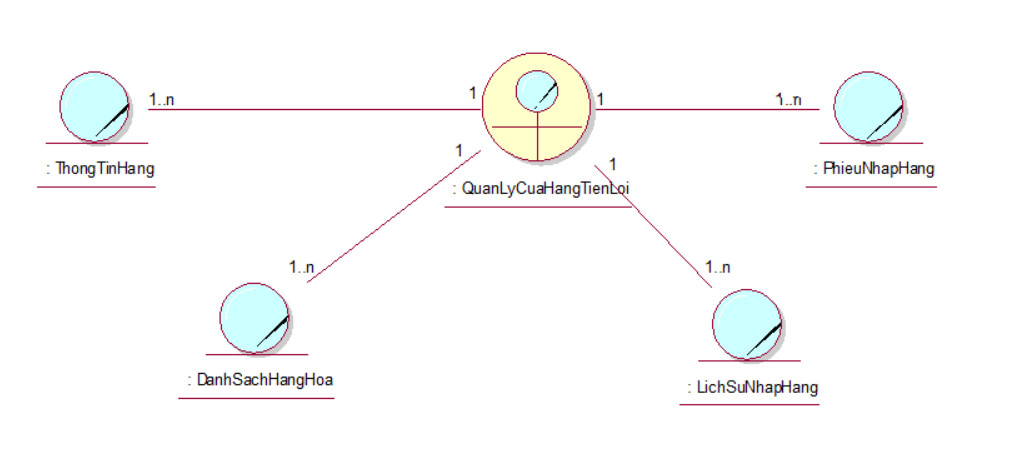 1..n
1
1
1..n
: ThongTinHang
1
: QuanLyCuaHangTienLoi
1
: PhieuNhapHang
1..n
1..n
: DanhSachHangHoa
: LichSuNhapHang